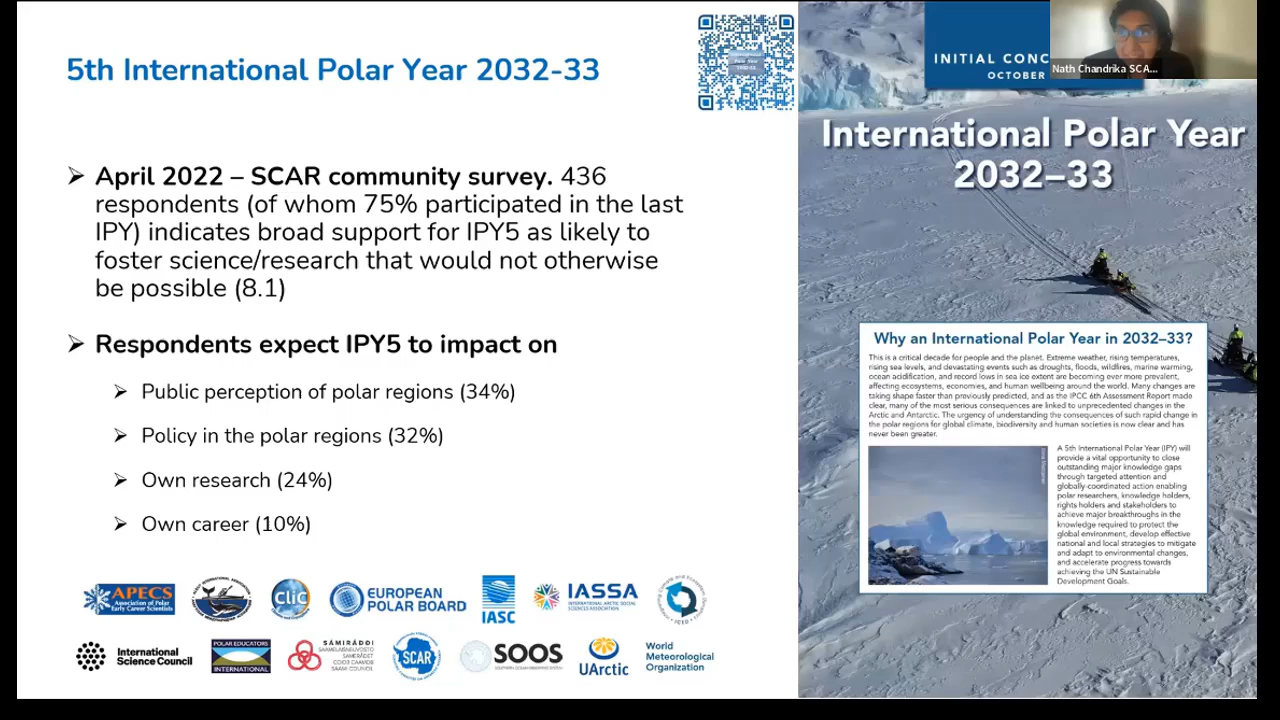 5th International Polar Year 2032-33
➢ April 2022 – SCAR community survey. 436
respondents (of whom 75% participated in the last
IPY) indicates broad support for IPY5 as likely to
foster science/research that would not otherwise
be possible (8.1)
➢ Respondents expect IPY5 to impact on
➢ Public perception of polar regions (34%)
➢ Policy in the polar regions (32%)
➢ Own research (24%)
➢ Own career (10%)
APECS
Association of Polar
Early Career Scientists
CliC
EUROPEAN
POLAR BOARD
IASC
IASSA
INTERNATIONAL ARCTIC SOCIAL
SCIENCES ASSOCIATION
International
Science Council
POLAR EDUCATORS
INTERNATIONAL
SÁMIRÁĐĐI
SAAMI COUNCIL
SCAR
SOOS
UArctic
World
Meteorological
Organization
INITIAL CONC
OCTOBER
Nath Chandrika SCA...
International Polar Year
2032–33
Why an International Polar Year in 2032–33?
This is a critical decade for people and the planet. Extreme weather, rising temperatures,
rising sea levels, and devastating events such as droughts, floods, wildfires, marine warming,
ocean acidification, and record lows in sea ice extent are becoming ever more prevalent,
affecting ecosystems, economies, and human wellbeing around the world. Many changes are
taking shape faster than previously predicted, and as the IPCC 6th Assessment Report made
clear, many of the most serious consequences are linked to unprecedented changes in the
Arctic and Antarctic. The urgency of understanding the consequences of such rapid change in
the polar regions for global climate, biodiversity and human societies is now clear and has
never been greater.
A 5th International Polar Year (IPY) will
provide a vital opportunity to close
outstanding major knowledge gaps
through targeted attention and
globally-coordinated action enabling
polar researchers, knowledge holders,
rights holders and stakeholders to
achieve major breakthroughs in the
knowledge required to protect the
global environment, develop effective
national and local strategies to mitigate
and adapt to environmental changes,
and accelerate progress towards
achieving the UN Sustainable
Development Goals.